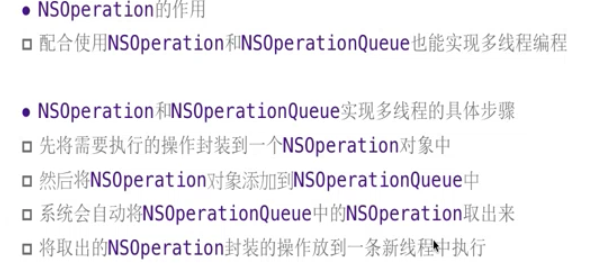 NSOperation的作用
配合使用NSOperation和NSOperationQueue也能实现多线程编程
NSOperation和NSOperationQueue实现多线程的具体步骤
先将需要执行的操作封装到一个NSOperation对象中
然后将NSOperation对象添加到NSOperationQueue中
系统会自动将NSOperationQueue中的NSOperation取出来
将取出的NSOperation封装的操作放到一条新线程中执行